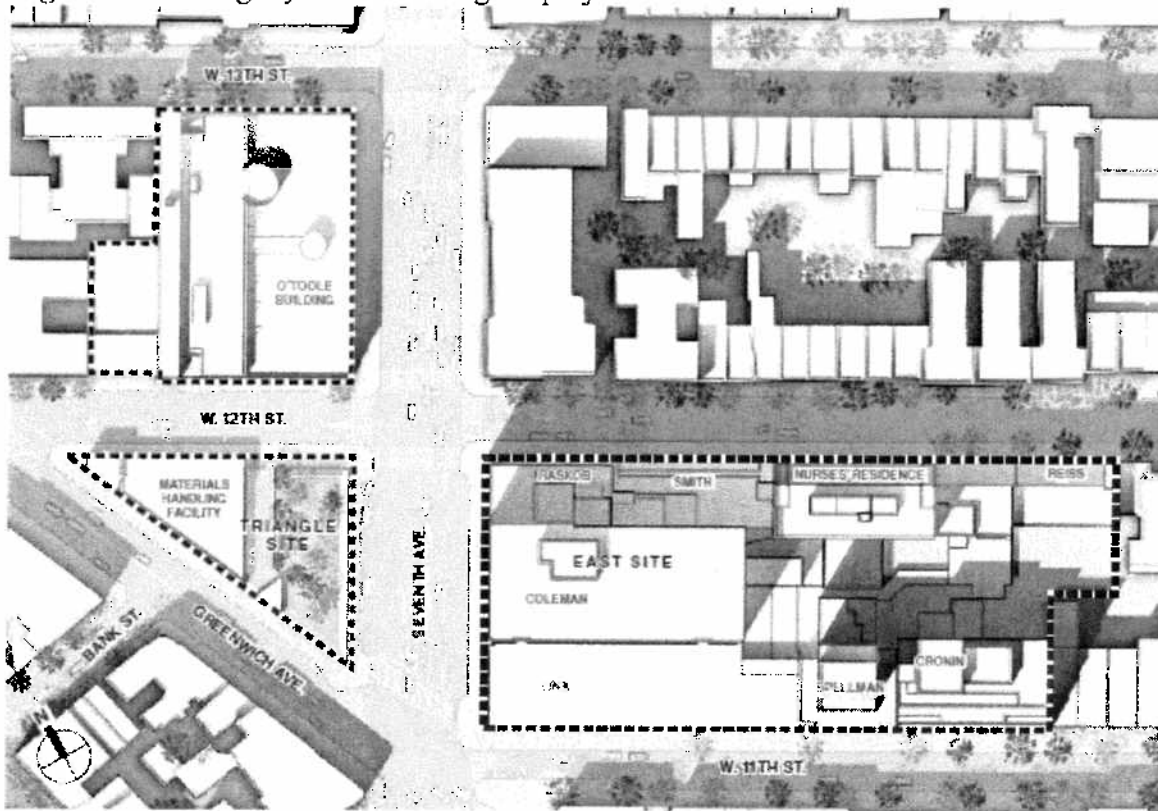 W. 13TH ST.
O'TOOLE
BUILDING
W. 12TH ST.
MATERIALS
HANDLING
FACILITY
TRIANGLE
SITE
SEVENTH AVE.
BANK ST.
GREENWICH AVE.
RASKOB
SMITH
NURSES' RESIDENCE
REISS
EAST SITE
COLEMAN
LINK
SPELLMAN
CRONIN
W. 11TH ST.
N